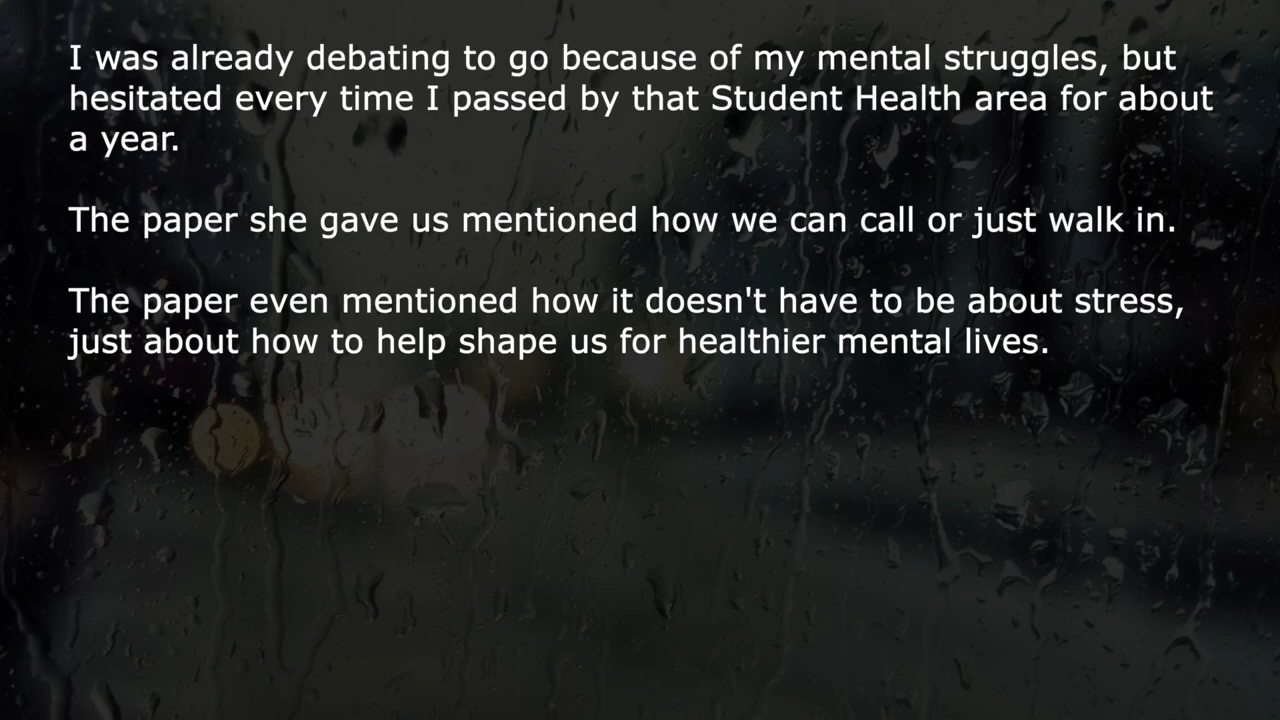 I was already debating to go because of my mental struggles, but
hesitated every time I passed by that Student Health area for about
a year.
The paper she gave us mentioned how we can call or just walk in.
The paper even mentioned how it doesn't have to be about stress,
just about how to help shape us for healthier mental lives.